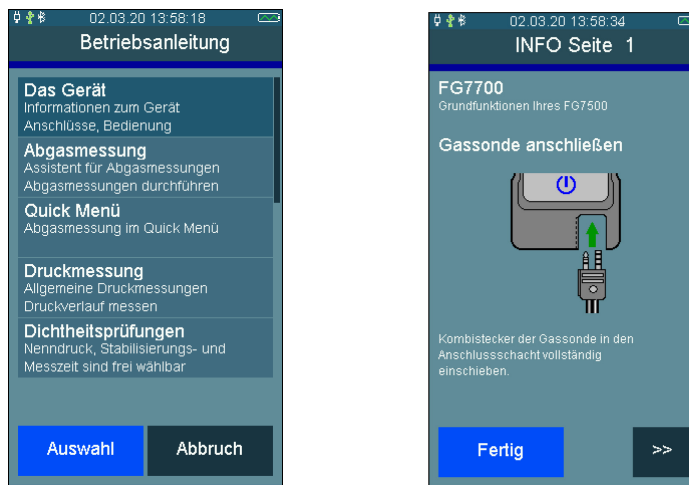 02.03.20 13:58:18
Betriebsanleitung
Das Gerät
Informationen zum Gerät
Anschlüsse, Bedienung
Abgasmessung
Assistent für Abgasmessungen
Abgasmessungen durchführen
Quick Menü
Abgasmessung im Quick Menü
Druckmessung
Allgemeine Druckmessungen
Druckverlauf messen
Dichtheitsprüfungen
Nenndruck, Stabilisierungs- und
Messzeit sind frei wählbar
Auswahl
Abbruch
02.03.20 13:58:34
INFO Seite 1
FG7700
Grundfunktionen Ihres FG7500
Gassonde anschließen
Kombistecker der Gassonde in den
Anschlussschacht vollständig
einschieben.
Fertig
>>